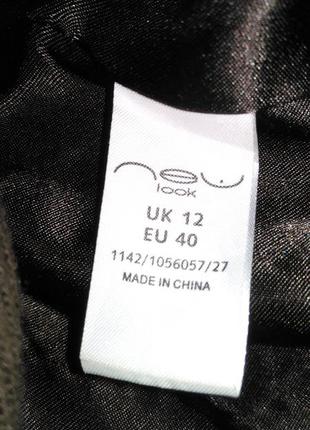 new
look
UK 12
EU 40
1142/1056057/27
MADE IN CHINA